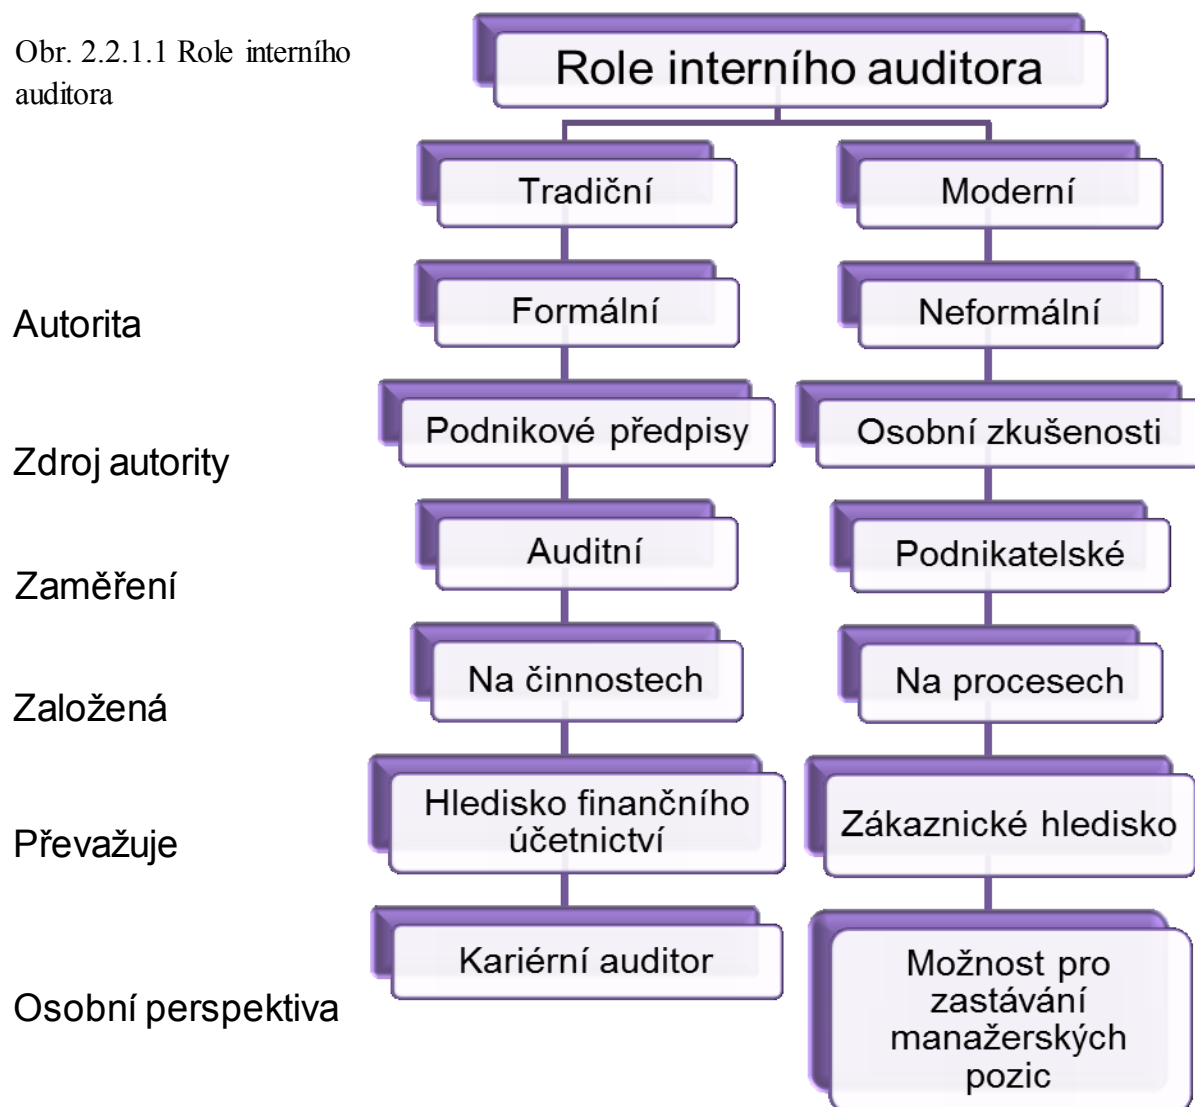 Obr. 2.2.1.1 Role interního
auditora
Role interního auditora
Tradiční
Moderní
Autorita
Formální
Neformální
Zdroj autority
Podnikové předpisy
Osobní zkušenosti
Zaměření
Auditní
Podnikatelské
Založená
Na činnostech
Na procesech
Převažuje
Hledisko finančního
účetnictví
Zákaznické hledisko
Osobní perspektiva
Kariérní auditor
Možnost pro
zastávání
manažerských
pozic